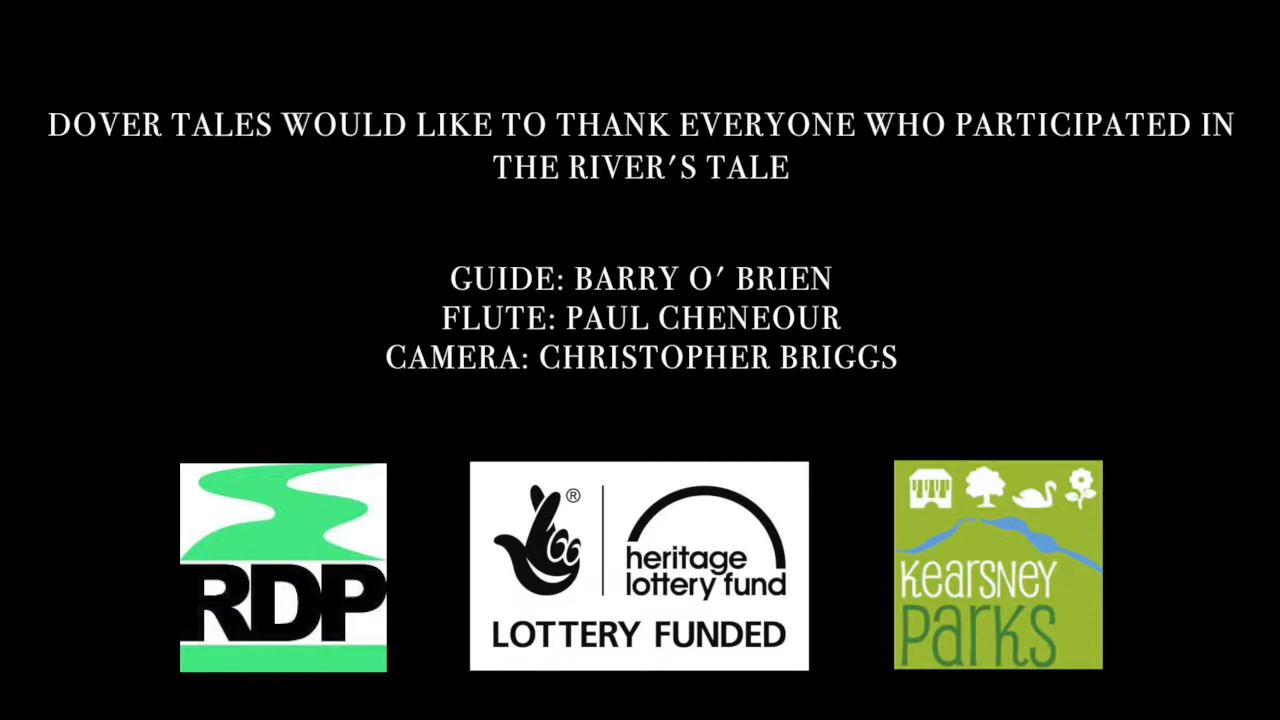 DOVER TALES WOULD LIKE TO THANK EVERYONE WHO PARTICIPATED IN
THE RIVER'S TALE
GUIDE: BARRY O' BRIEN
FLUTE: PAUL CHENEOUR
CAMERA: CHRISTOPHER BRIGGS
RDP
®
heritage
lottery fund
LOTTERY FUNDED
Kearsney
Parks